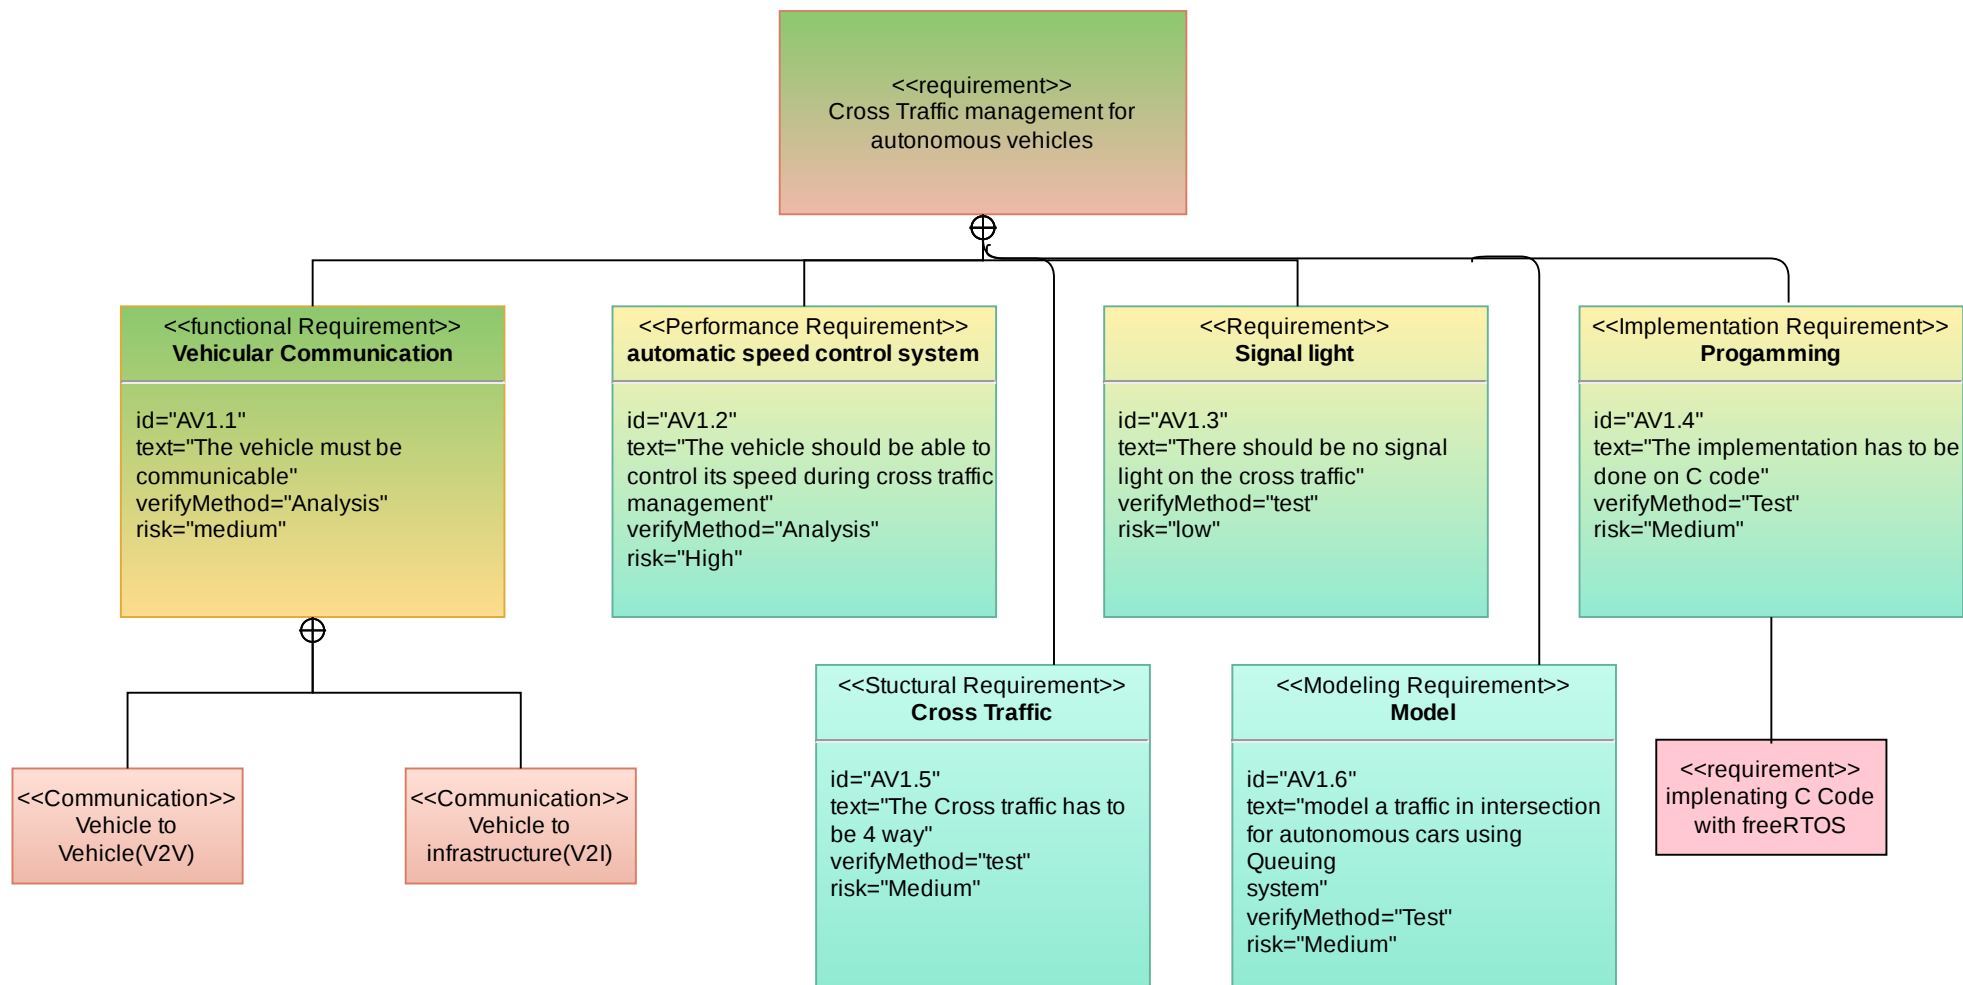 <<requirement>>
Cross Traffic management for
autonomous vehicles
<<functional Requirement>>
Vehicular Communication
id="AV1.1"
text="The vehicle must be
communicable"
verifyMethod="Analysis"
risk="medium"
<<Performance Requirement>>
automatic speed control system
id="AV1.2"
text="The vehicle should be able to
control its speed during cross traffic
management"
verifyMethod="Analysis"
risk="High"
<<Requirement>>
Signal light
id="AV1.3"
text="There should be no signal
light on the cross traffic"
verifyMethod="test"
risk="low"
<<Implementation Requirement>>
Progamming
id="AV1.4"
text="The implementation has to be
done on C code"
verifyMethod="Test"
risk="Medium"
<<Communication>>
Vehicle to
Vehicle(V2V)
<<Communication>>
Vehicle to
infrastructure(V2I)
<<Stuctural Requirement>>
Cross Traffic
id="AV1.5"
text="The Cross traffic has to
be 4 way"
verifyMethod="test"
risk="Medium"
<<Modeling Requirement>>
Model
id="AV1.6"
text="model a traffic in intersection
for autonomous cars using
Queuing
system"
verifyMethod="Test"
risk="Medium"
<<requirement>>
implenating C Code
with freeRTOS